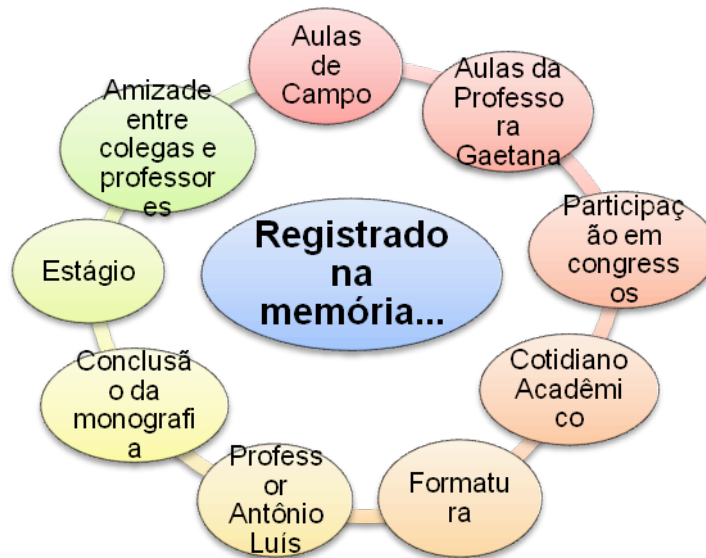 Aulas
de
Campo
Aulas da
Professo
ra
Gaetana
Participaç
ão em
congress
os
Cotidiano
Acadêmi
co
Formatu
ra
Profess
or
Antônio
Luís
Conclusã
o da
monografi
a
Estágio
Amizade
entre
colegas e
professor
es
Registrado
na
memória...